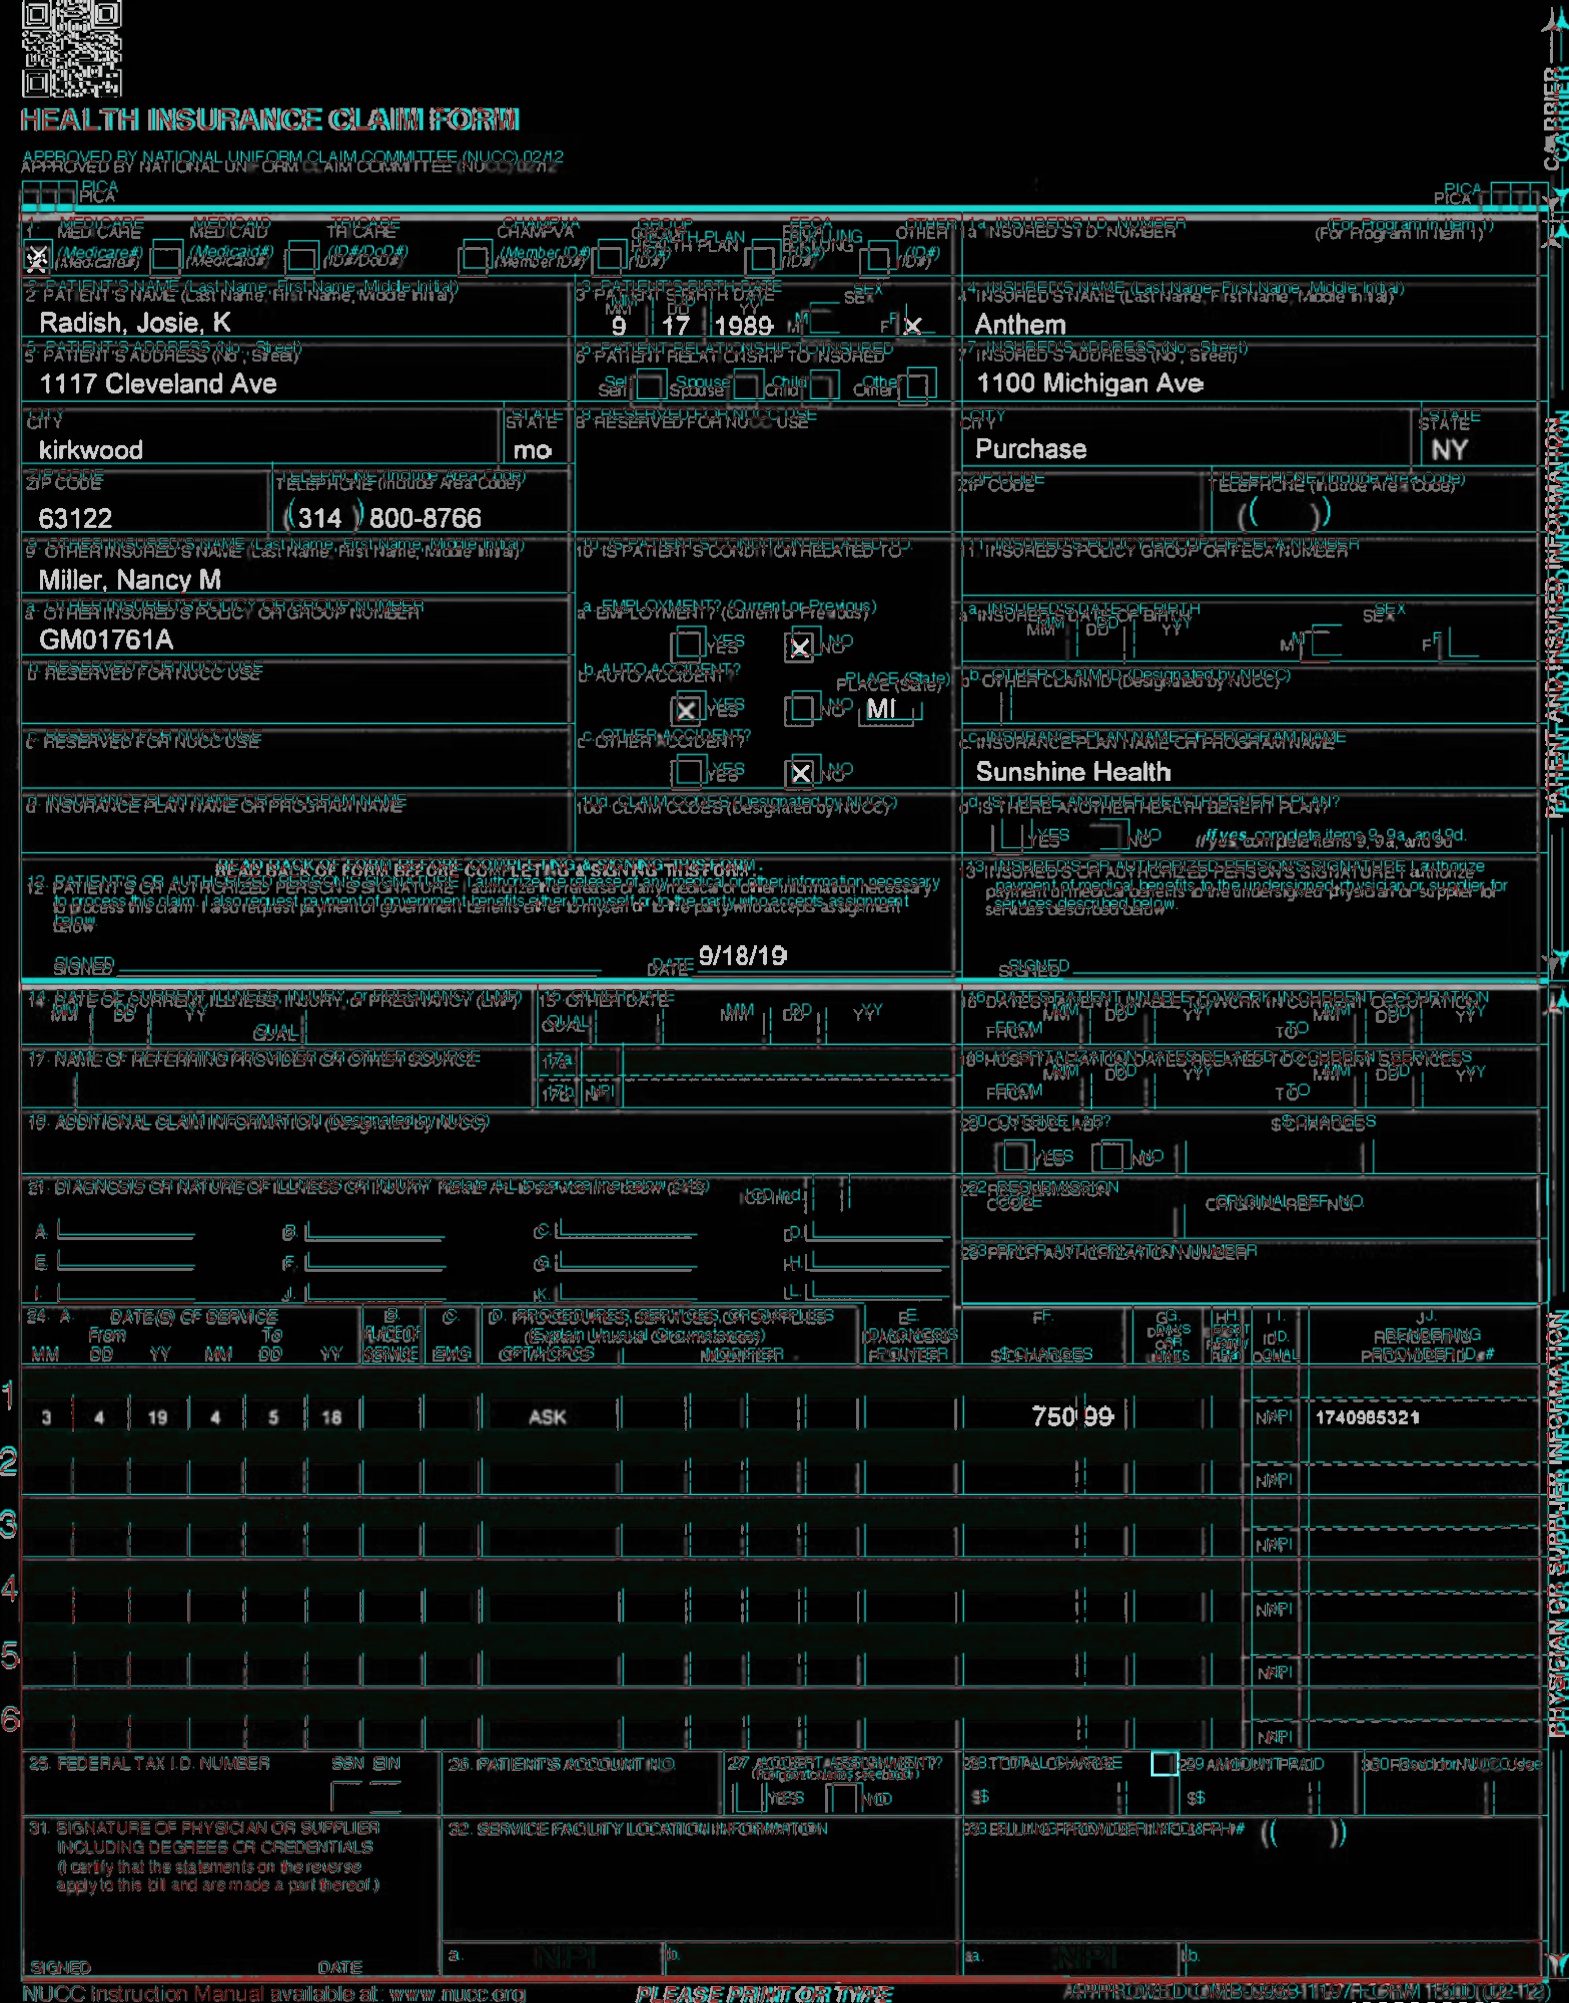 HEALTH INSURANCE CLAIM FORM
APPROVED BY NATIONAL UNIFORM CLAIM COMMITTEE (NUCC) 02/12
PICA PICA
CARRIER
1. MEDICARE MEDICAID TRICARE CHAMPVA GROUP HEALTH PLAN FECA BLK LUNG OTHER 1a. INSURED'S I.D. NUMBER (For Program in Item 1)
(Medicare#) (Medicaid#) (ID#/DoD#) (Member ID#) (ID#) (ID#) (ID#)
2. PATIENT'S NAME (Last Name, First Name, Middle Initial) 3. PATIENT'S BIRTH DATE SEX 4. INSURED'S NAME (Last Name, First Name, Middle Initial)
MM DD YY
Radish, Josie, K 9 17 1989 M F X Anthem
5. PATIENT'S ADDRESS (No., Street) 6. PATIENT RELATIONSHIP TO INSURED 7. INSURED'S ADDRESS (No., Street)
1117 Cleveland Ave Self Spouse Child Other 1100 Michigan Ave
CITY STATE 8. RESERVED FOR NUCC USE CITY STATE
kirkwood mo Purchase NY
ZIP CODE TELEPHONE (Include Area Code) ZIP CODE TELEPHONE (Include Area Code)
63122 (314) 800-8766 ( )
9. OTHER INSURED'S NAME (Last Name, First Name, Middle Initial) 10. IS PATIENT'S CONDITION RELATED TO: 11. INSURED'S POLICY GROUP OR FECA NUMBER
Miller, Nancy M
a. OTHER INSURED'S POLICY OR GROUP NUMBER a. EMPLOYMENT? (Current or Previous) a. INSURED'S DATE OF BIRTH SEX
MM DD YY
GM01761A YES X NO M F
b. RESERVED FOR NUCC USE b. AUTO ACCIDENT? PLACE (State) b. OTHER CLAIM ID (Designated by NUCC)
X YES NO MI
c. RESERVED FOR NUCC USE c. OTHER ACCIDENT? c. INSURANCE PLAN NAME OR PROGRAM NAME
YES X NO Sunshine Health
d. INSURANCE PLAN NAME OR PROGRAM NAME 10d. CLAIM CODES (Designated by NUCC) d. IS THERE ANOTHER HEALTH BENEFIT PLAN?
YES NO If yes, complete items 9, 9a, and 9d.
PATIENT AND INSURED INFORMATION
READ BACK OF FORM BEFORE COMPLETING & SIGNING THIS FORM.
12. PATIENT'S OR AUTHORIZED PERSON'S SIGNATURE I authorize the release of any medical or other information necessary
to process this claim. I also request payment of government benefits either to myself or to the party who accepts assignment
below.
13. INSURED'S OR AUTHORIZED PERSON'S SIGNATURE I authorize
payment of medical benefits to the undersigned physician or supplier for
services described below.
SIGNED DATE 9/18/19 SIGNED
14. DATE OF CURRENT ILLNESS, INJURY, or PREGNANCY (LMP) 15. OTHER DATE 16. DATES PATIENT UNABLE TO WORK IN CURRENT OCCUPATION
MM DD YY QUAL. QUAL. MM DD YY FROM MM DD YY TO MM DD YY
17. NAME OF REFERRING PROVIDER OR OTHER SOURCE 17a. 18. HOSPITALIZATION DATES RELATED TO CURRENT SERVICES
17b. NPI FROM MM DD YY TO MM DD YY
19. ADDITIONAL CLAIM INFORMATION (Designated by NUCC) 20. OUTSIDE LAB? $ CHARGES
YES NO
21. DIAGNOSIS OR NATURE OF ILLNESS OR INJURY Relate A-L to service line below (24E) ICD Ind. 22. RESUBMISSION CODE ORIGINAL REF. NO.
A. B. C. D.
E. F. G. H. 23. PRIOR AUTHORIZATION NUMBER
I. J. K. L.
24. A. DATE(S) OF SERVICE B. C. D. PROCEDURES, SERVICES, OR SUPPLIES E. F. G. H. I. J.
From To PLACE OF (Explain Unusual Circumstances) DIAGNOSIS DAYS OR ID. RENDERING
MM DD YY MM DD YY SERVICE EMG CPT/HCPCS MODIFIER POINTER $ CHARGES UNITS QUAL. PROVIDER ID. #
1
3 4 19 4 5 18 ASK 750 99 NPI 1740985321
2
NPI
3
NPI
4
NPI
5
NPI
6
NPI
PHYSICIAN OR SUPPLIER INFORMATION
25. FEDERAL TAX I.D. NUMBER SSN EIN 26. PATIENT'S ACCOUNT NO. 27. ACCEPT ASSIGNMENT? 28. TOTAL CHARGE 29. AMOUNT PAID 30. Rsvd for NUCC Use
YES NO $ $
31. SIGNATURE OF PHYSICIAN OR SUPPLIER 32. SERVICE FACILITY LOCATION INFORMATION 33. BILLING PROVIDER INFO & PH # ( )
INCLUDING DEGREES OR CREDENTIALS
(I certify that the statements on the reverse
apply to this bill and are made a part thereof.)
SIGNED DATE a. NPI b. a. NPI b.
NUCC Instruction Manual available at: www.nucc.org PLEASE PRINT OR TYPE